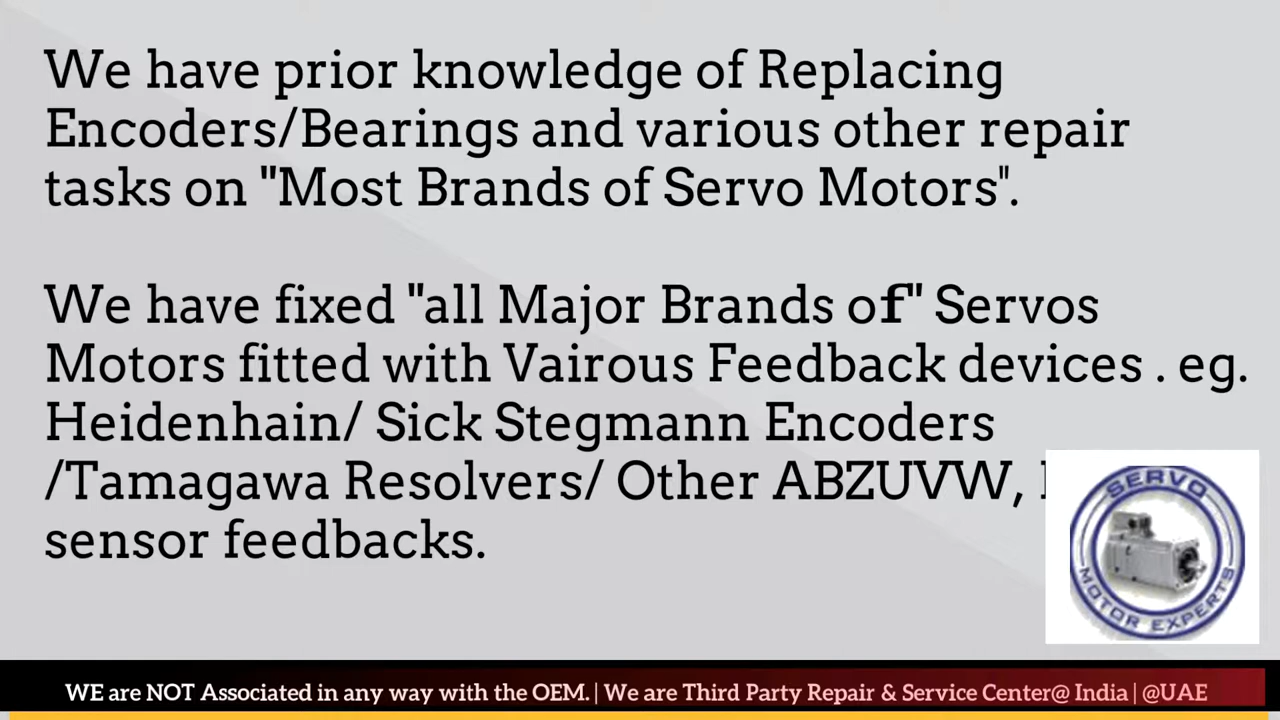 We have prior knowledge of Replacing
Encoders/Bearings and various other repair
tasks on "Most Brands of Servo Motors".
We have fixed "all Major Brands of" Servos
Motors fitted with Vairous Feedback devices . eg.
Heidenhain/ Sick Stegmann Encoders
/Tamagawa Resolvers/ Other ABZUVW,
sensor feedbacks.
SERVO
MOTOR EXPERTS
WE are NOT Associated in any way with the OEM. | We are Third Party Repair & Service Center@ India | @UAE